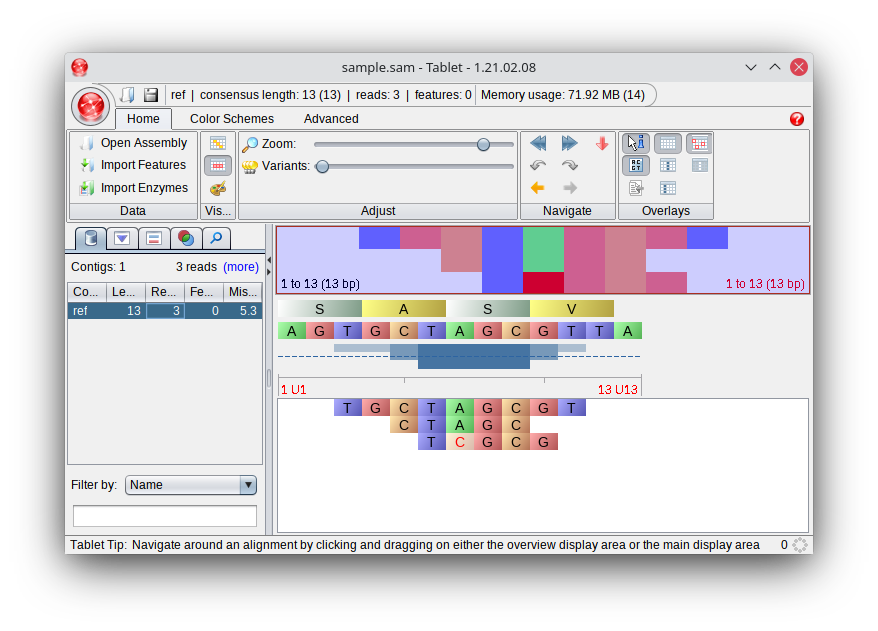 sample.sam - Tablet - 1.21.02.08
ref | consensus length: 13 (13) | reads: 3 | features: 0 Memory usage: 71.92 MB (14)
Home Color Schemes Advanced
Open Assembly
Import Features
Import Enzymes
Data
Vis...
Zoom:
Variants:
Adjust
Navigate
Overlays
Contigs: 1 3 reads (more)
Co... Le... Re... Fe... Mis...
ref 13 3 0 5.3
Filter by: Name
1 to 13 (13 bp) 1 to 13 (13 bp)
S A S V
A G T G C T A G C G T T A
1 U1 13 U13
T G C T A G C G T
C T A G C
T C G C G
Tablet Tip: Navigate around an alignment by clicking and dragging on either the overview display area or the main display area 0